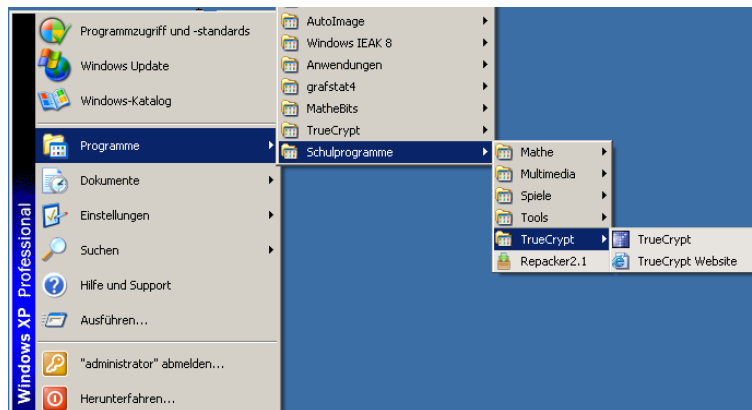 Programmzugriff und -standards
Windows Update
Windows-Katalog
Programme
Dokumente
Einstellungen
Suchen
Hilfe und Support
Ausführen...
"administrator" abmelden...
Herunterfahren...
Windows XP Professional
AutoImage
Windows IEAK 8
Anwendungen
grafstat4
MatheBits
TrueCrypt
Schulprogramme
Mathe
Multimedia
Spiele
Tools
TrueCrypt
Repacker2.1
TrueCrypt
TrueCrypt Website